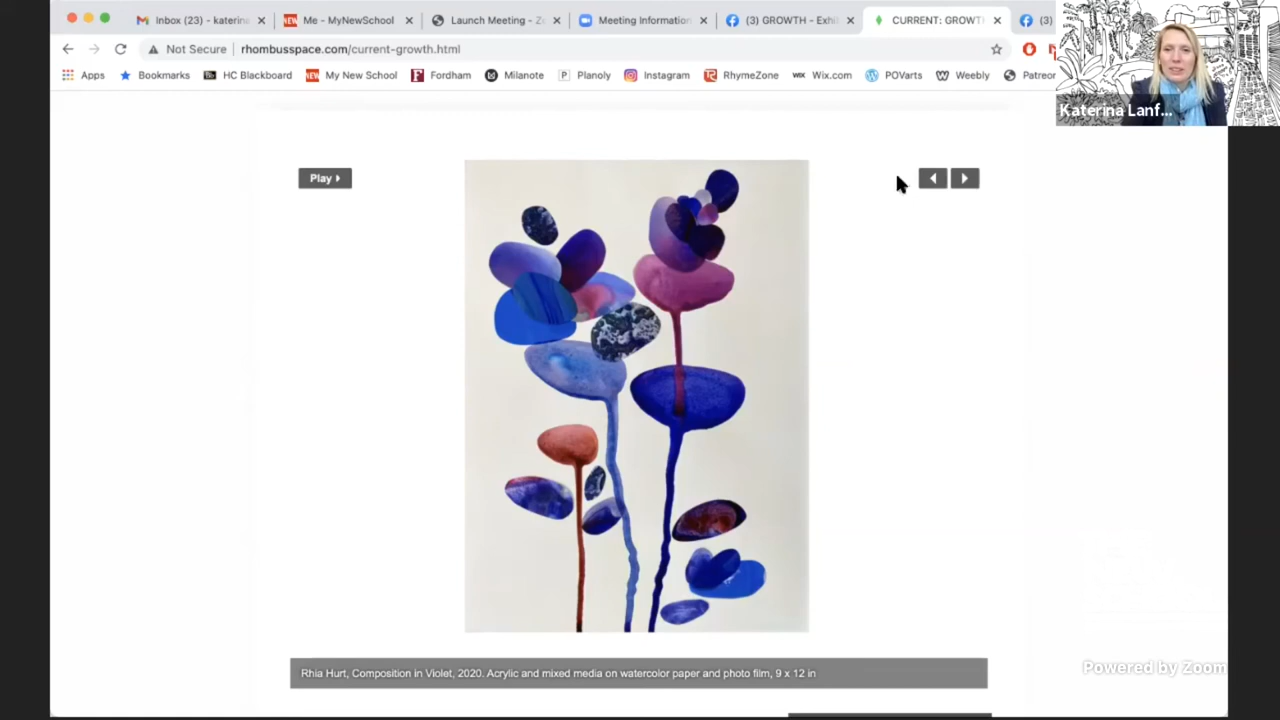 Inbox (23) - katerin
Me - MyNewSchool
Launch Meeting - Z
Meeting Information
(3) GROWTH - Exhi
CURRENT: GROWT
(3)
Not Secure
rhombusspace.com/current-growth.html
Apps
Bookmarks
HC Blackboard
My New School
Fordham
Milanote
Planoly
Instagram
RhymeZone
Wix.com
POVarts
Weebly
Patreor
Katerina Lanf...
Play
Rhia Hurt, Composition in Violet, 2020. Acrylic and mixed media on watercolor paper and photo film, 9 x 12 in
Powered by Zoom